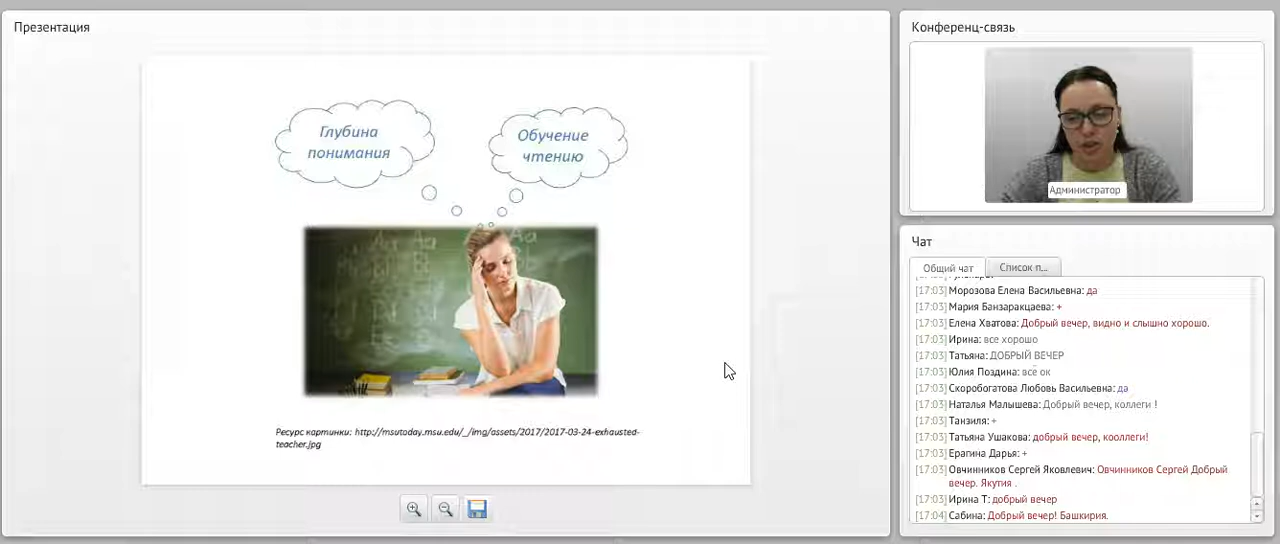 Презентация
Глубина
понимания
Обучение
чтению
Ресурс картинки: http://msutoday.msu.edu/_/img/assets/2017/2017-03-24-exhausted-
teacher.jpg
Конференц-связь
Администратор
Чат
Общий чат
Список п...
[17:03] Морозова Елена Васильевна: да
[17:03] Мария Банзаракцаева: +
[17:03] Елена Хватова: Добрый вечер, видно и слышно хорошо.
[17:03] Ирина: все хорошо
[17:03] Татьяна: ДОБРЫЙ ВЕЧЕР
[17:03] Юлия Поздина: всё ок
[17:03] Скоробогатова Любовь Васильевна: да
[17:03] Наталья Малышева: Добрый вечер, коллеги !
[17:03] Танзиля: +
[17:03] Татьяна Ушакова: добрый вечер, кооллеги!
[17:03] Ерагина Дарья: +
[17:03] Овчинников Сергей Яковлевич: Овчинников Сергей Добрый
вечер. Якутия .
[17:03] Ирина Т: добрый вечер
[17:04] Сабина: Добрый вечер! Башкирия.